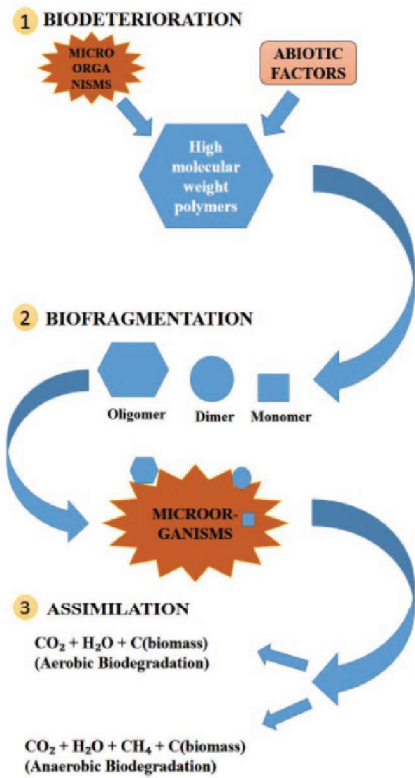 1 BIODETERIORATION
MICRO
ORGA
NISMS
ABIOTIC
FACTORS
High
molecular
weight
polymers
2 BIOFRAGMENTATION
Oligomer Dimer Monomer
MICROOR-
GANISMS
3 ASSIMILATION
CO₂ + H₂O + C(biomass)
(Aerobic Biodegradation)
CO₂ + H₂O + CH₄ + C(biomass)
(Anaerobic Biodegradation)